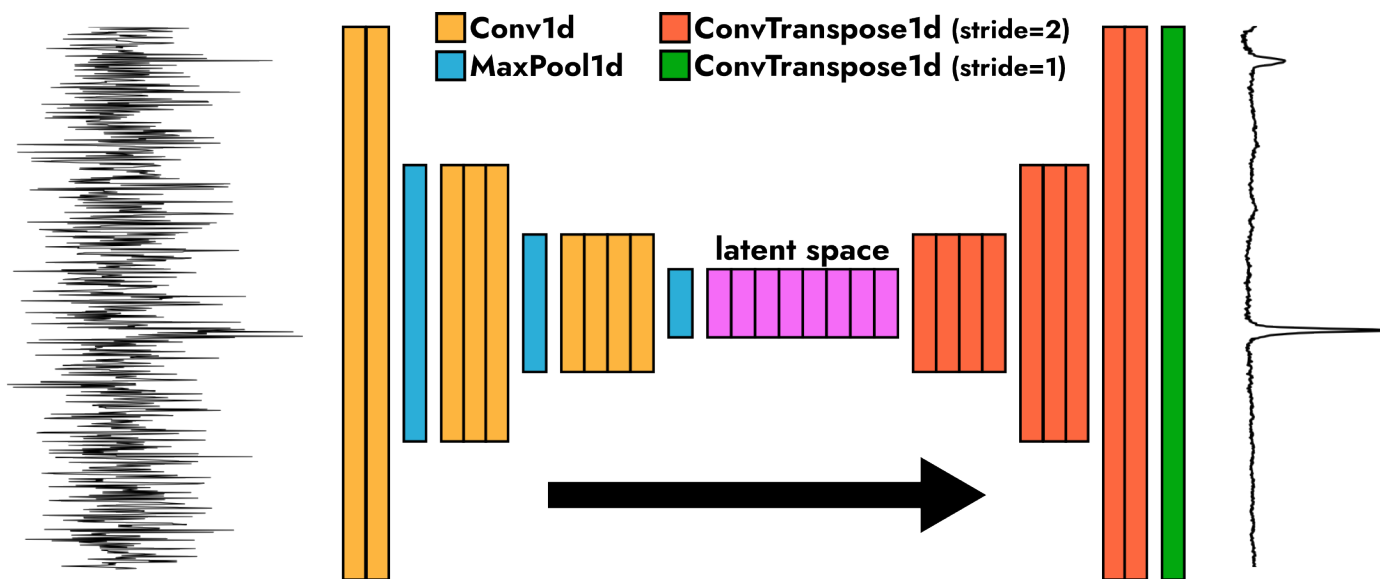 Conv1d
ConvTranspose1d (stride=2)
MaxPool1d
ConvTranspose1d (stride=1)
latent space